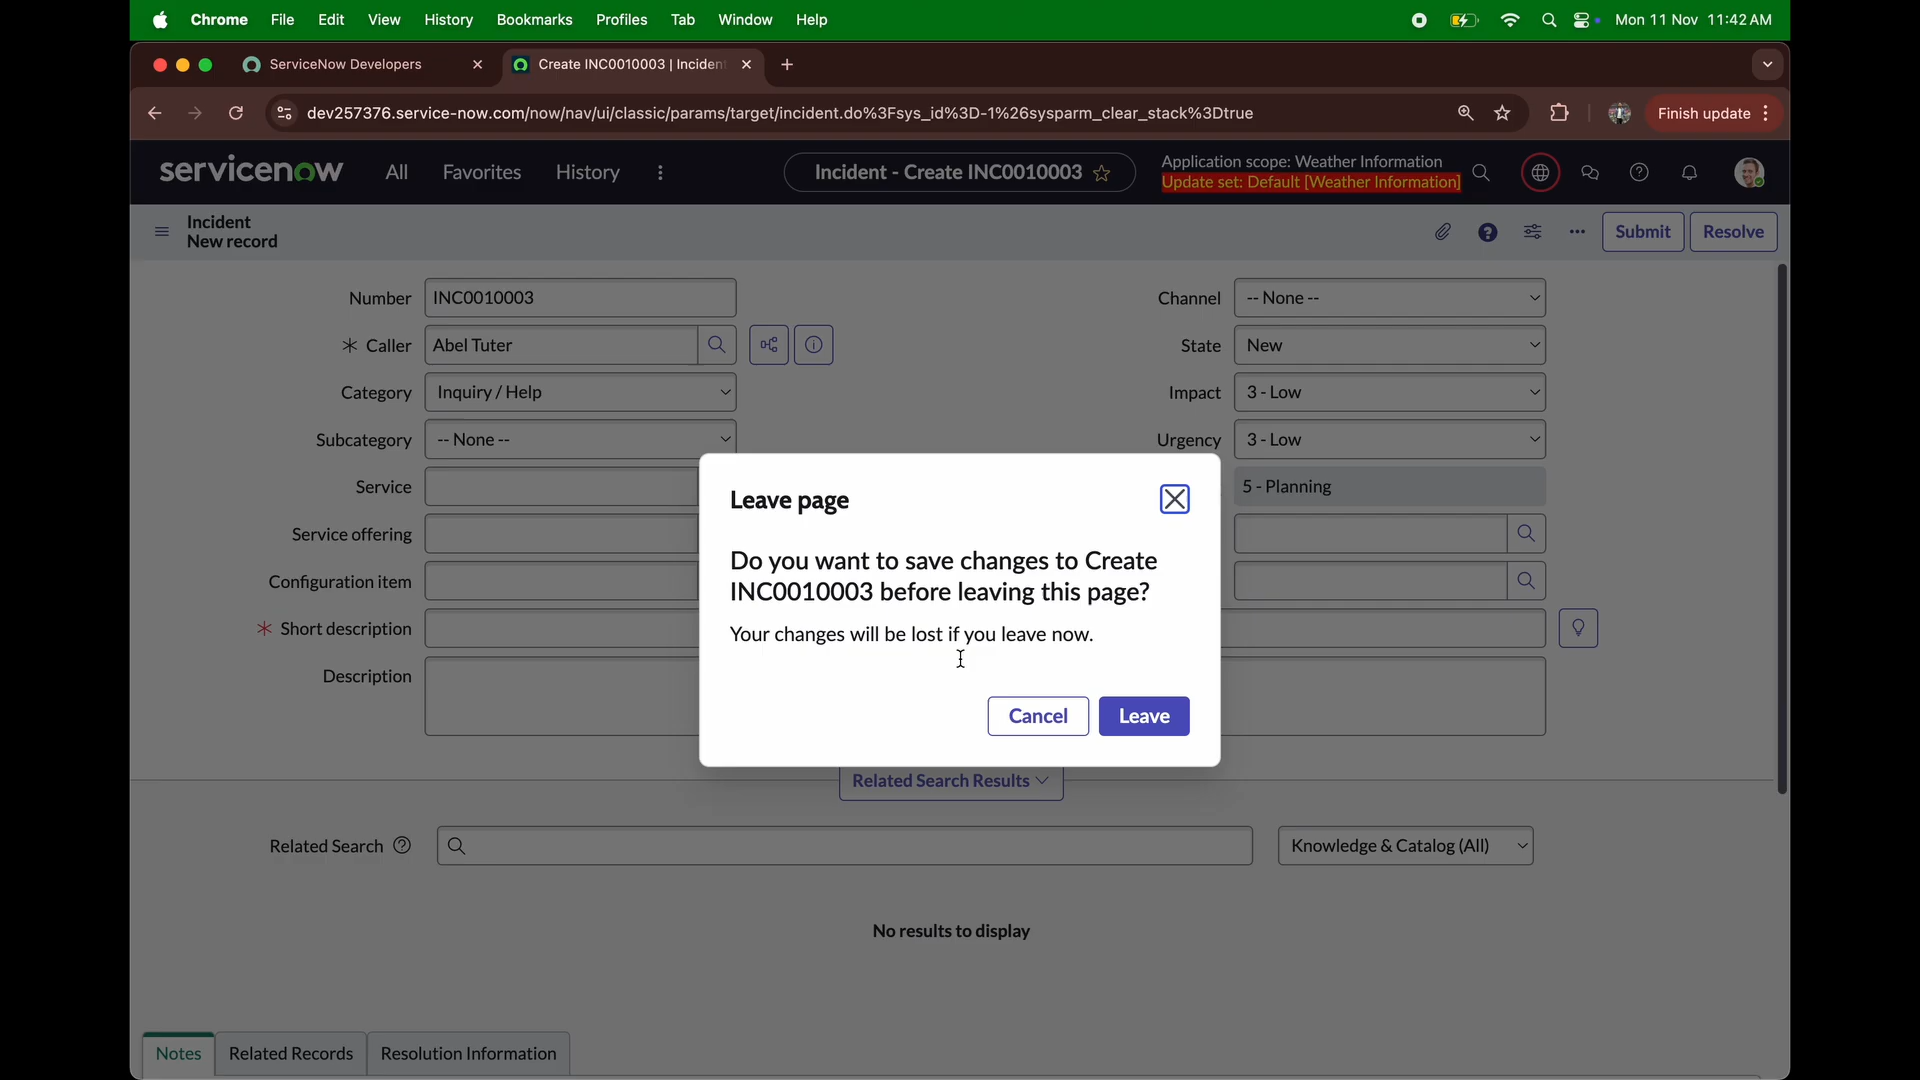 Chrome File Edit View History Bookmarks Profiles Tab Window Help Mon 11 Nov 11:42 AM
ServiceNow Developers Create INC0010003 | Inciden
dev257376.service-now.com/now/nav/ui/classic/params/target/incident.do%3Fsys_id%3D-1%26sysparm_clear_stack%3Dtrue Finish update
servicenow All Favorites History Incident - Create INC0010003 Application scope: Weather Information
Update set: Default [Weather Information]
Incident
New record
Submit Resolve
Number INC0010003 Channel -- None --
* Caller Abel Tuter State New
Category Inquiry / Help Impact 3 - Low
Subcategory -- None -- Urgency 3 - Low
Service 5 - Planning
Service offering
Configuration item
* Short description
Description
Leave page
Do you want to save changes to Create
INC0010003 before leaving this page?
Your changes will be lost if you leave now.
Cancel Leave
Related Search Results
Related Search Knowledge & Catalog (All)
No results to display
Notes Related Records Resolution Information